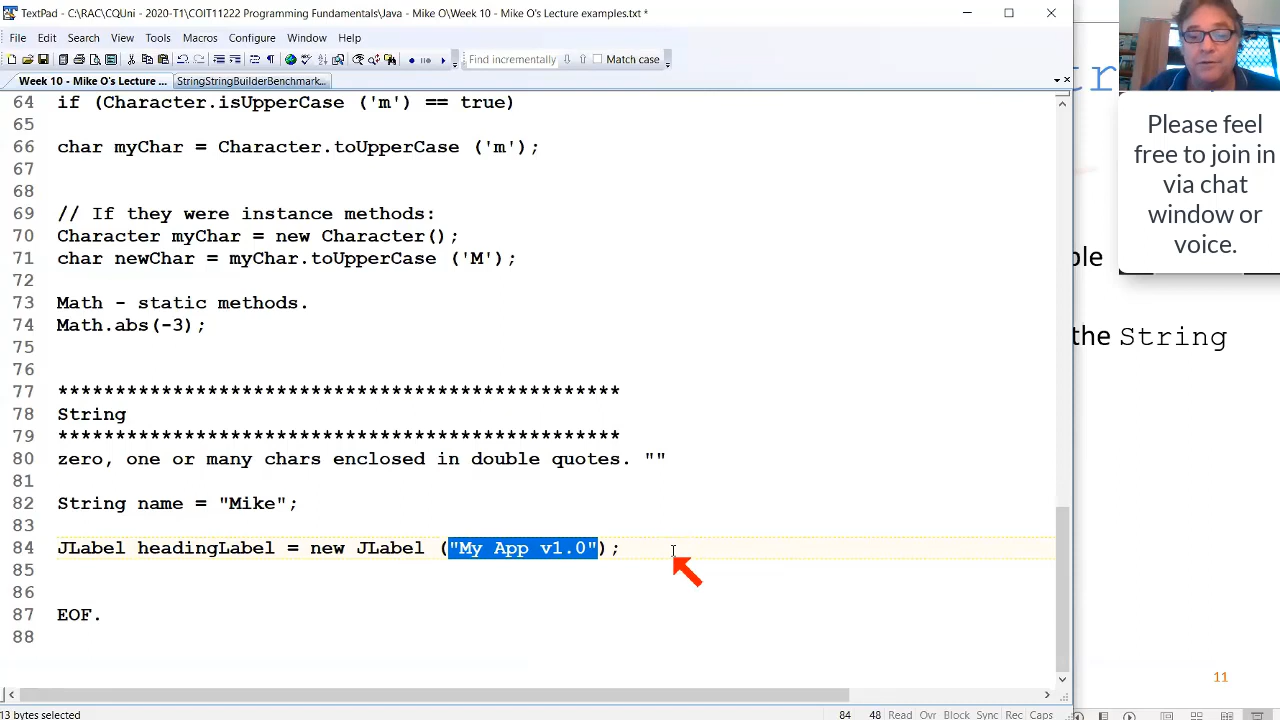 TextPad - C:\RAC\CQUni - 2020-T1\COIT11222 Programming Fundamentals\Java - Mike O\Week 10 - Mike O's Lecture examples.txt *
File Edit Search View Tools Macros Configure Window Help
Find incrementally Match case
Week 10 - Mike O's Lecture ... StringStringBuilderBenchmark...
64 if (Character.isUpperCase ('m') == true)
65
66 char myChar = Character.toUpperCase ('m');
67
68
69 // If they were instance methods:
70 Character myChar = new Character();
71 char newChar = myChar.toUpperCase ('M');
72
73 Math - static methods.
74 Math.abs(-3);
75
76
77 *************************************************
78 String
79 *************************************************
80 zero, one or many chars enclosed in double quotes. ""
81
82 String name = "Mike";
83
84 JLabel headingLabel = new JLabel ("My App v1.0");
85
86
87 EOF.
88
13 bytes selected 84 48 Read Ovr Block Sync Rec Caps
Please feel
free to join in
via chat
window or
voice.
the String
11